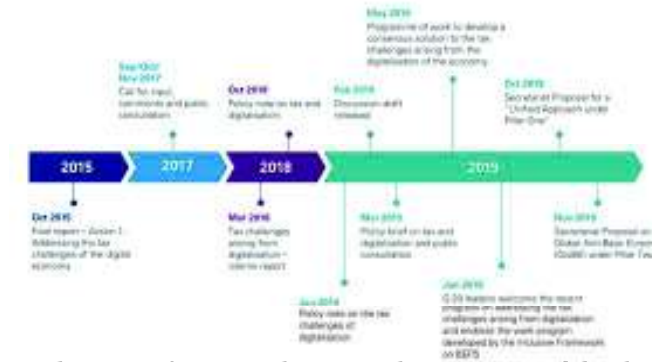 May 2019
Programme of work to develop a
consensus solution to the tax
challenges arising from the
digitalisation of the economy
Nov 2017
Call for input,
comments and public
consultation
Oct 2018
Policy note on tax and
digitalisation
Feb 2019
Discussion draft
released
Oct 2019
Secretariat Proposal for a
"Unified Approach under
Pillar One"
2015
2017
2018
2019
Oct 2015
Final report – Action 1
Addressing the tax
challenges of the digital
economy
Mar 2018
Tax challenges
arising from
digitalisation –
interim report
Mar 2019
Policy brief on tax and
digitalisation and public
consultation
Nov 2019
Secretariat Proposal on
Global Anti-Base Erosion
(GloBE) under Pillar Two
Jan 2019
Policy note on the tax
challenges of
digitalisation
Jun 2019
G 20 leaders welcome the recent
progress on addressing the tax
challenges arising from digitalization
and endorse the work program
developed by the Inclusive Framework
on BEPS